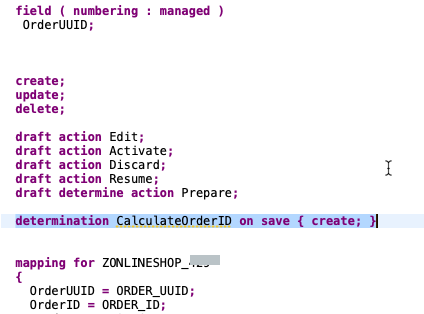 field ( numbering : managed )
OrderUUID;
create;
update;
delete;
draft action Edit;
draft action Activate;
draft action Discard;
draft action Resume;
draft determine action Prepare;
determination CalculateOrderID on save { create; }
mapping for ZONLINESHOP_
{
OrderUUID = ORDER_UUID;
OrderID = ORDER_ID;